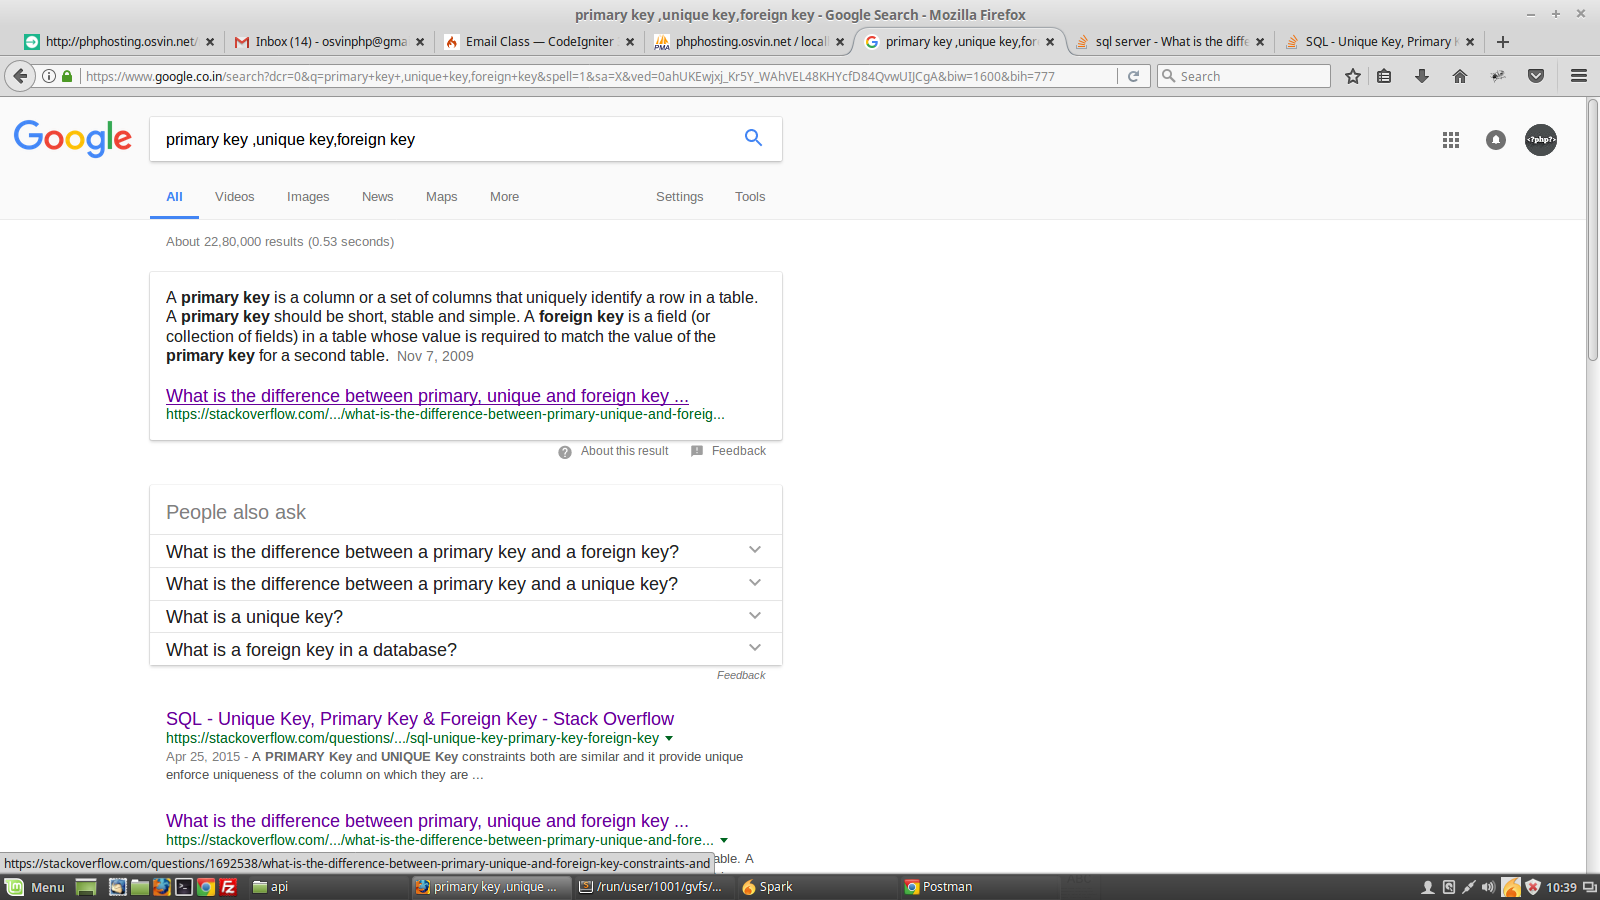 primary key ,unique key,foreign key - Google Search - Mozilla Firefox
http://phphosting.osvin.net/
Inbox (14) - osvinphp@gma
Email Class — CodeIgniter
phphosting.osvin.net / local
primary key ,unique key,for
sql server - What is the diff
SQL - Unique Key, Primary
https://www.google.co.in/search?dcr=0&q=primary+key+,unique+key,foreign+key&spell=1&sa=X&ved=0ahUKEwjxj_Kr5Y_WAhVEL48KHYcfD84QvwUIJCgA&biw=1600&bih=777
Search
Google
primary key ,unique key,foreign key
<?php?>
All Videos Images News Maps More Settings Tools
About 22,80,000 results (0.53 seconds)
A primary key is a column or a set of columns that uniquely identify a row in a table.
A primary key should be short, stable and simple. A foreign key is a field (or
collection of fields) in a table whose value is required to match the value of the
primary key for a second table. Nov 7, 2009
What is the difference between primary, unique and foreign key ...
https://stackoverflow.com/.../what-is-the-difference-between-primary-unique-and-foreig...
About this result Feedback
People also ask
What is the difference between a primary key and a foreign key?
What is the difference between a primary key and a unique key?
What is a unique key?
What is a foreign key in a database?
Feedback
SQL - Unique Key, Primary Key & Foreign Key - Stack Overflow
https://stackoverflow.com/questions/.../sql-unique-key-primary-key-foreign-key
Apr 25, 2015 - A PRIMARY Key and UNIQUE Key constraints both are similar and it provide unique
enforce uniqueness of the column on which they are ...
What is the difference between primary, unique and foreign key ...
https://stackoverflow.com/.../what-is-the-difference-between-primary-unique-and-fore...
able. A
https://stackoverflow.com/questions/1692538/what-is-the-difference-between-primary-unique-and-foreign-key-constraints-and
Menu
api
primary key ,unique ...
/run/user/1001/gvfs/...
Spark
Postman
10:39